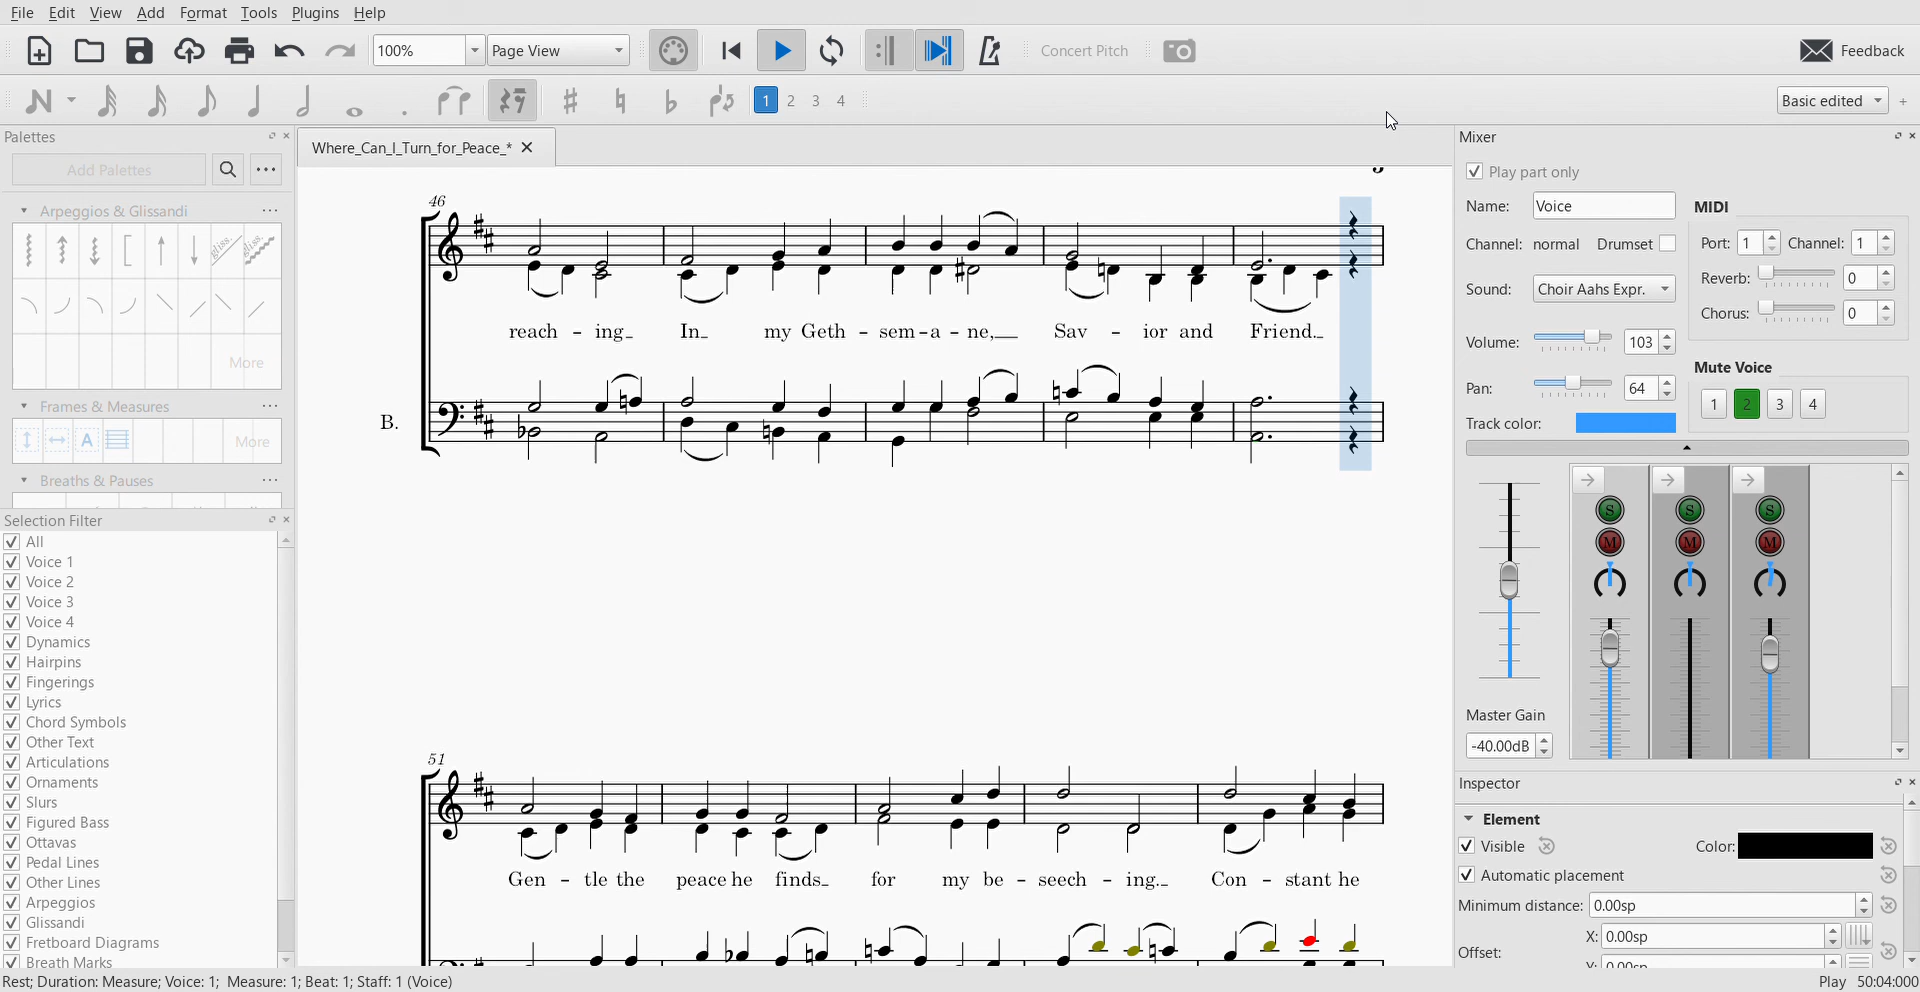 File Edit View Add Format Tools Plugins Help
100% Page View Concert Pitch Feedback
1 2 3 4 Basic edited +
Palettes
Add Palettes
Arpeggios & Glissandi
gliss. gliss.
More
Frames & Measures
A More
Breaths & Pauses
Selection Filter
All
Voice 1
Voice 2
Voice 3
Voice 4
Dynamics
Hairpins
Fingerings
Lyrics
Chord Symbols
Other Text
Articulations
Ornaments
Slurs
Figured Bass
Ottavas
Pedal Lines
Other Lines
Arpeggios
Glissandi
Fretboard Diagrams
Breath Marks
Where_Can_I_Turn_for_Peace_*
46
reach - ing_ In_ my Geth - sem - a - ne,__ Sav - ior and Friend._
B.
51
Gen - tle the peace he finds_ for my be - seech - ing._ Con - stant he
Mixer
Play part only
Name: Voice
Channel: normal Drumset
Sound: Choir Aahs Expr.
Volume: 103
Pan: 64
Track color:
MIDI
Port: 1 Channel: 1
Reverb: 0
Chorus: 0
Mute Voice
1 2 3 4
S S S
M M M
Master Gain
-40.00dB
Inspector
Element
Visible Color:
Automatic placement
Minimum distance: 0.00sp
Offset: X: 0.00sp
Y: 0.00sp
Rest; Duration: Measure; Voice: 1; Measure: 1; Beat: 1; Staff: 1 (Voice) Play 50:04:000